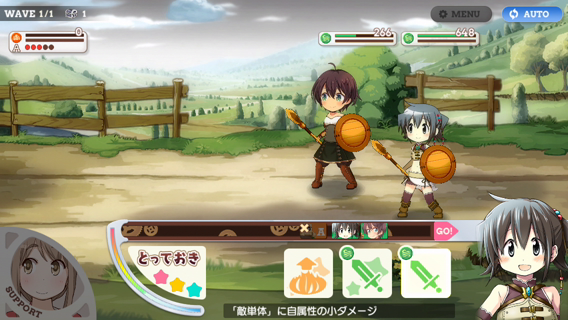 WAVE 1/1 1
MENU
AUTO
0
A
266
648
GO!
とっておき
SUPPORT
「敵単体」に自属性の小ダメージ